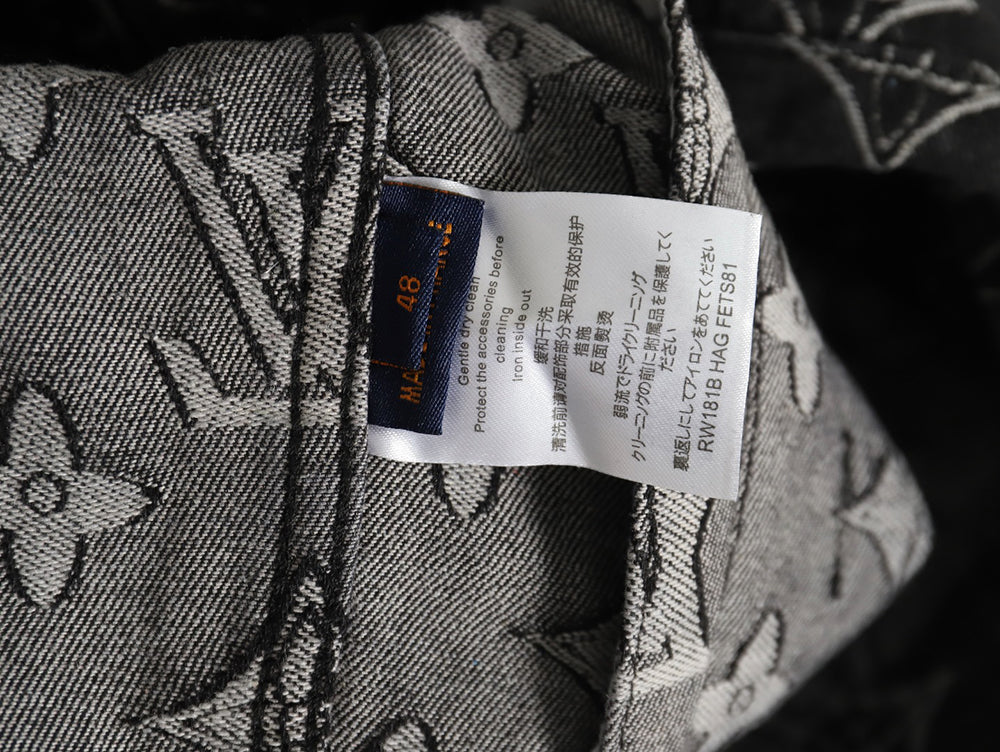 48
MADE IN FRANCE
Gentle dry clean
Protect the accessories before
cleaning
Iron inside out
缓和干洗
清洗前请对配饰部分采取有效的保护
措施
反面熨烫
弱流でドライクリーニング
クリーニングの前に附属品を保護してく
ださい
裏返しにしてアイロンをあててください
RW181B HAG FETS81